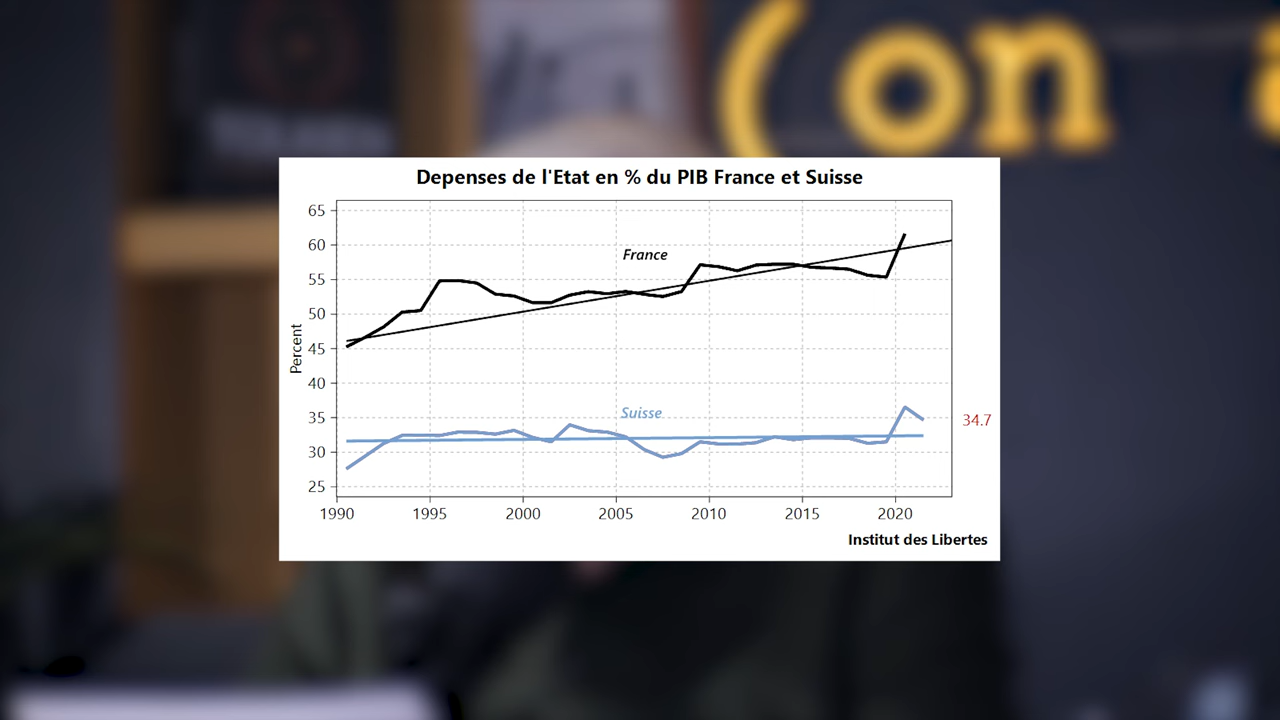 (on a
Depenses de l'Etat en % du PIB France et Suisse
65
60
55
50
45
40
35
30
25
Percent
France
Suisse
34.7
1990 1995 2000 2005 2010 2015 2020
Institut des Libertes